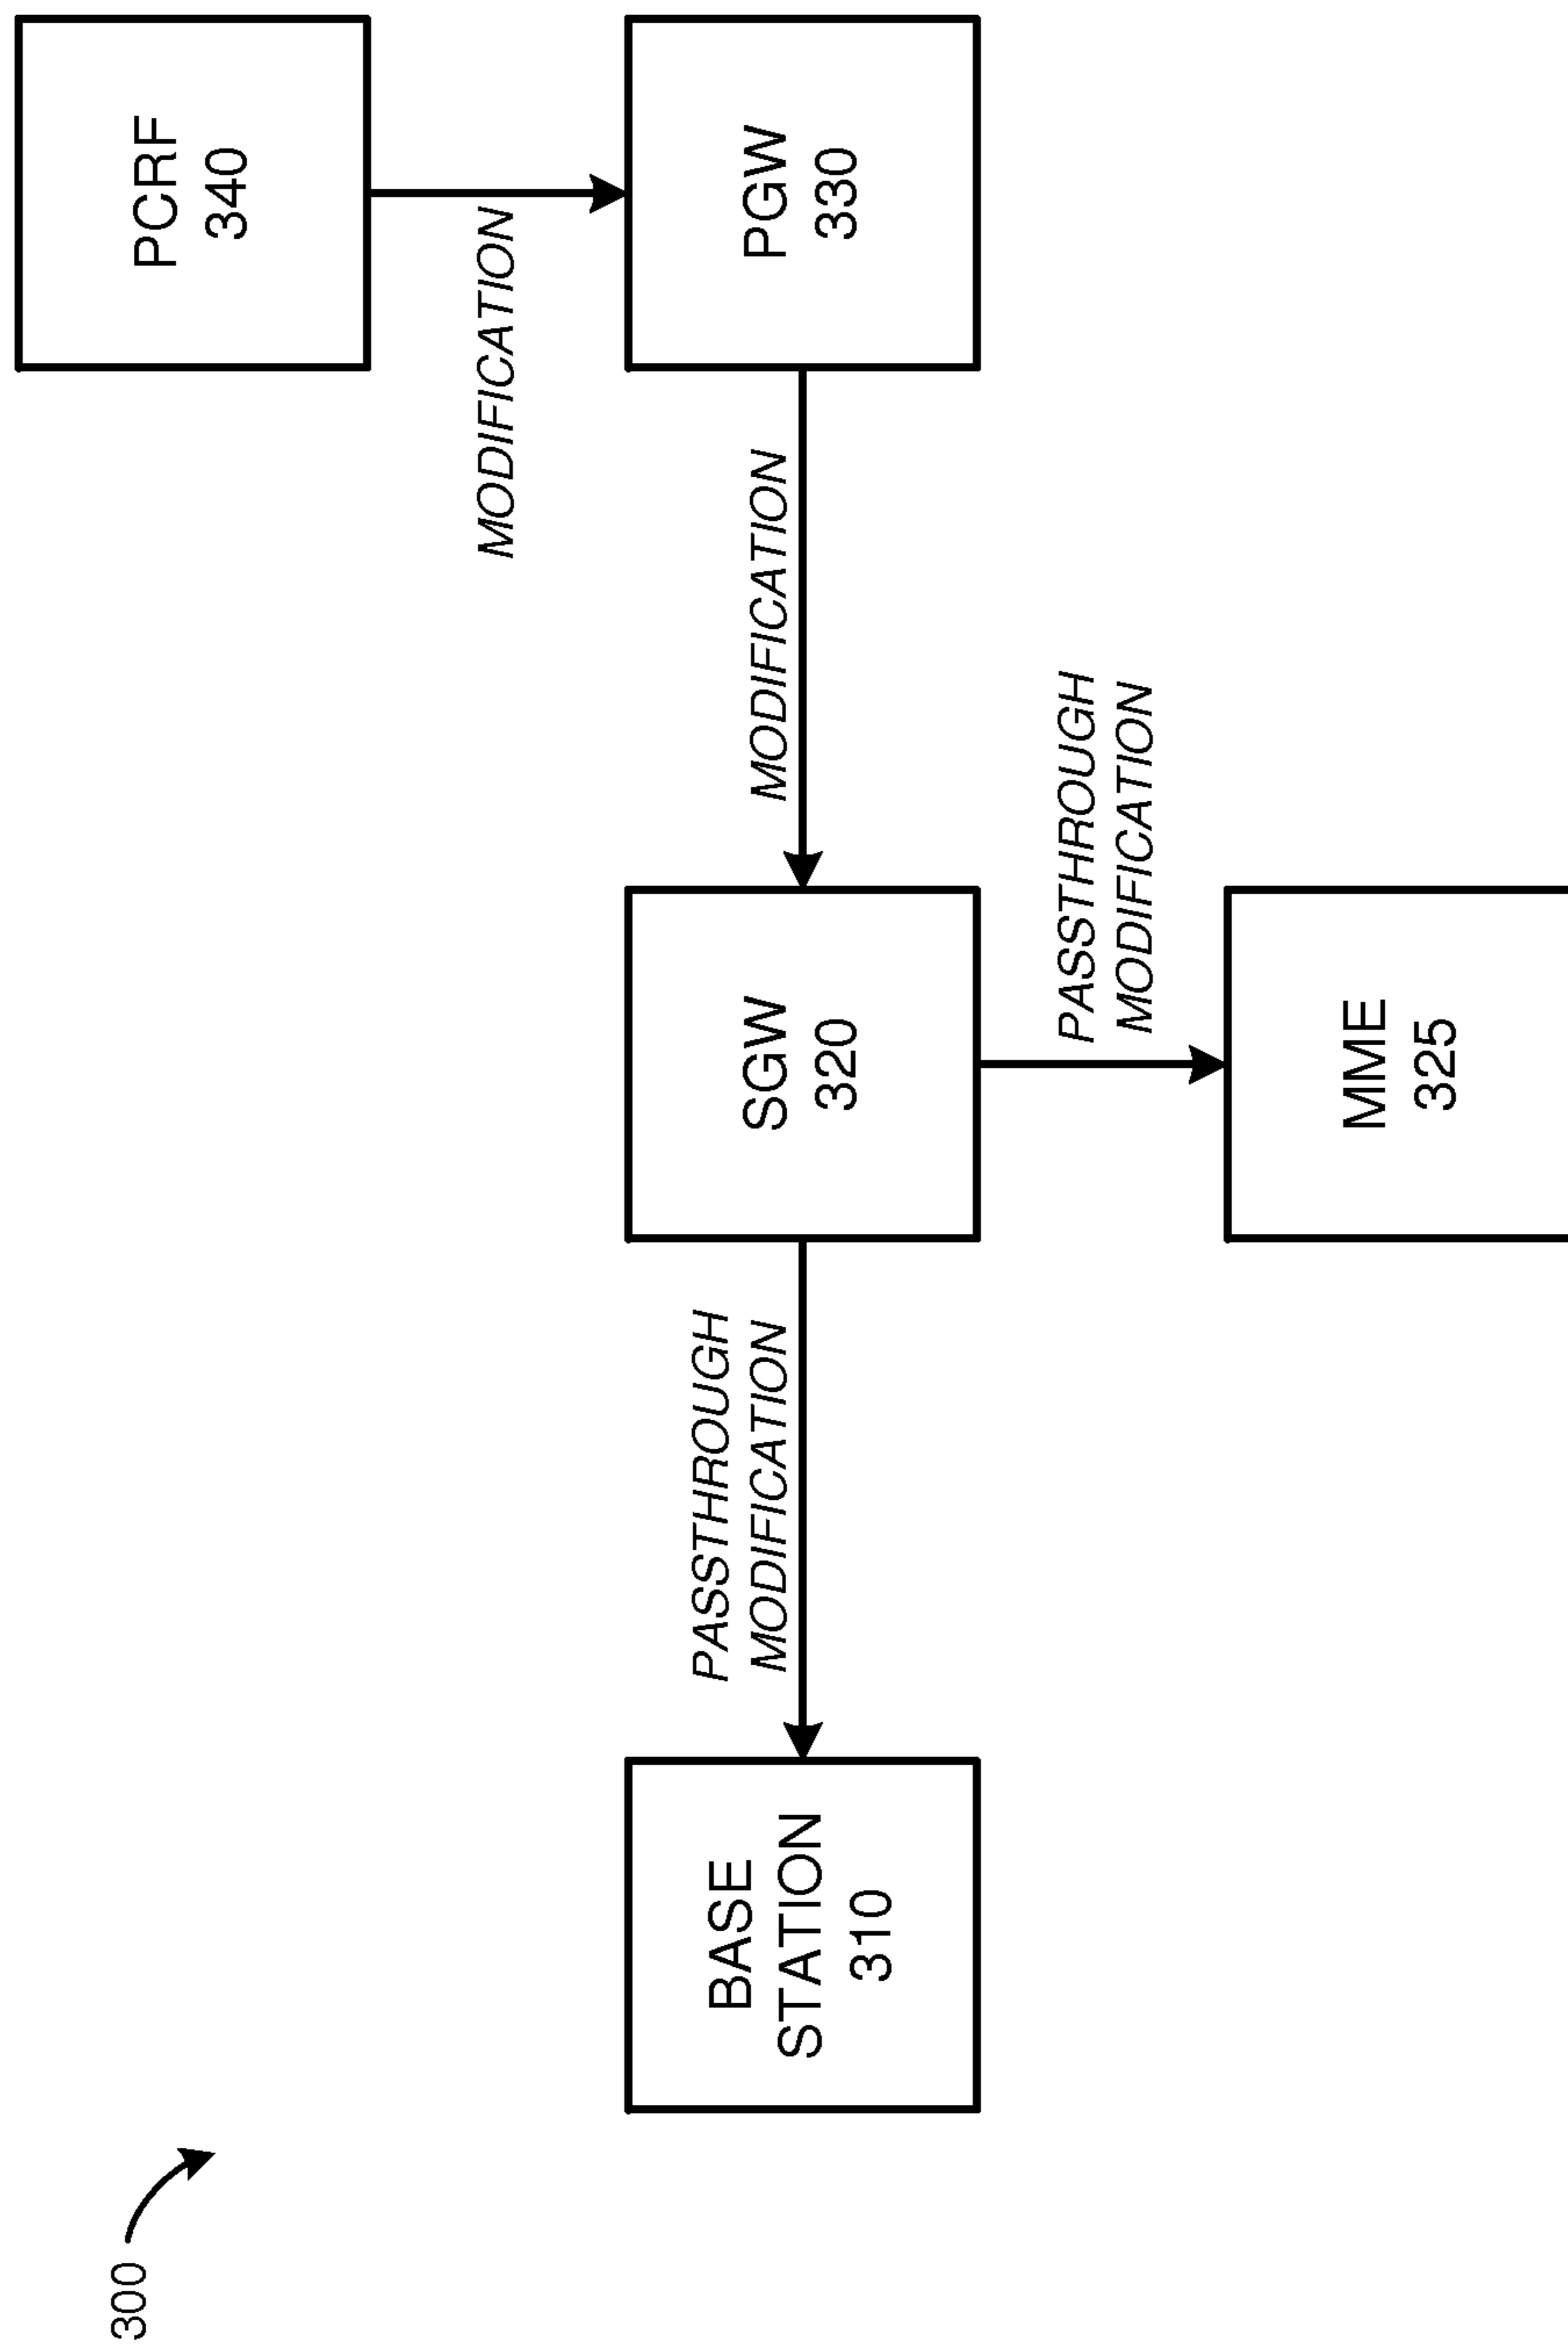 300
PCRF
340
MODIFICATION
BASE
STATION
310
PASSTHROUGH
MODIFICATION
SGW
320
MODIFICATION
PGW
330
PASSTHROUGH
MODIFICATION
MME
325